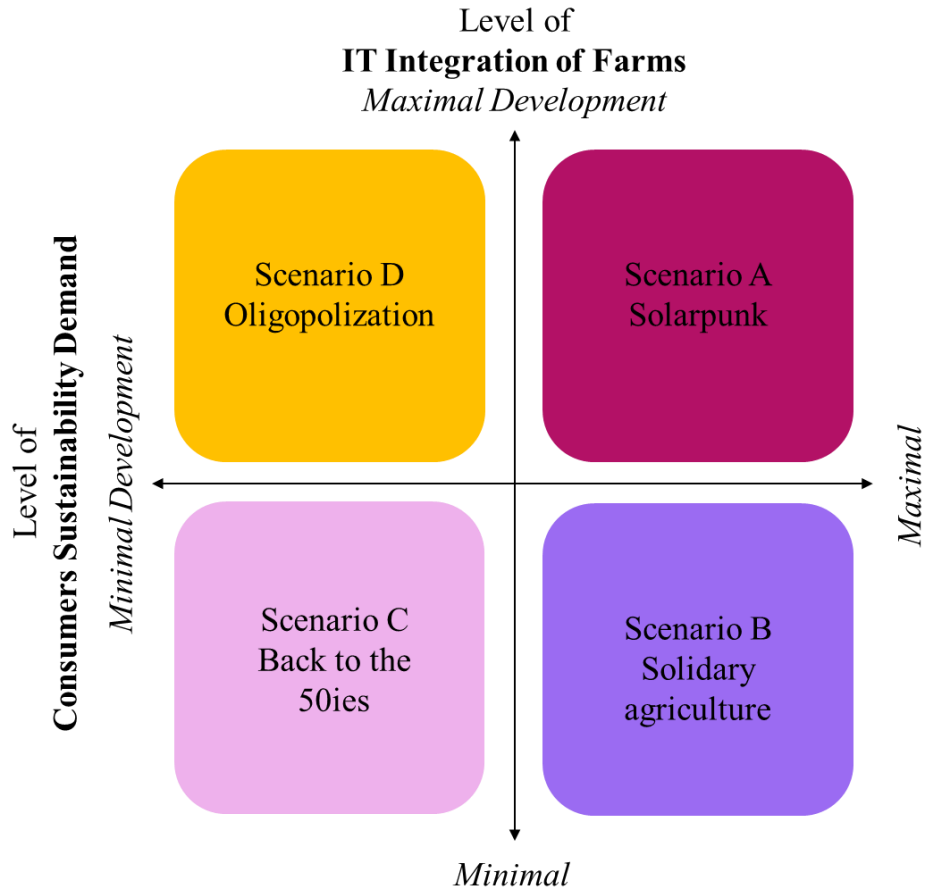 Level of
IT Integration of Farms
Maximal Development
Scenario D
Oligopolization
Scenario A
Solarpunk
Level of
Consumers Sustainability Demand
Minimal Development
Maximal
Scenario C
Back to the
50ies
Scenario B
Solidary
agriculture
Minimal